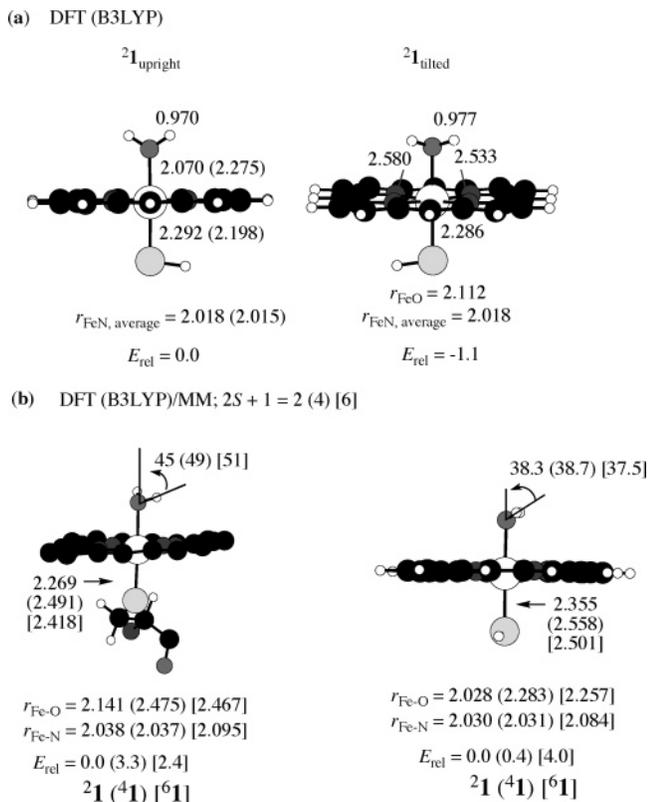 (a) DFT (B3LYP)
²1upright
²1tilted
0.970
0.977
2.580
2.533
2.070 (2.275)
2.292 (2.198)
2.286
rFeN, average = 2.018 (2.015)
Erel = 0.0
rFeO = 2.112
rFeN, average = 2.018
Erel = -1.1
(b) DFT (B3LYP)/MM; 2S + 1 = 2 (4) [6]
45 (49) [51]
2.269
(2.491)
[2.418]
rFe-O = 2.141 (2.475) [2.467]
rFe-N = 2.038 (2.037) [2.095]
Erel = 0.0 (3.3) [2.4]
²1 (⁴1) [⁶1]
38.3 (38.7) [37.5]
2.355
(2.558)
[2.501]
rFe-O = 2.028 (2.283) [2.257]
rFe-N = 2.030 (2.031) [2.084]
Erel = 0.0 (0.4) [4.0]
²1 (⁴1) [⁶1]